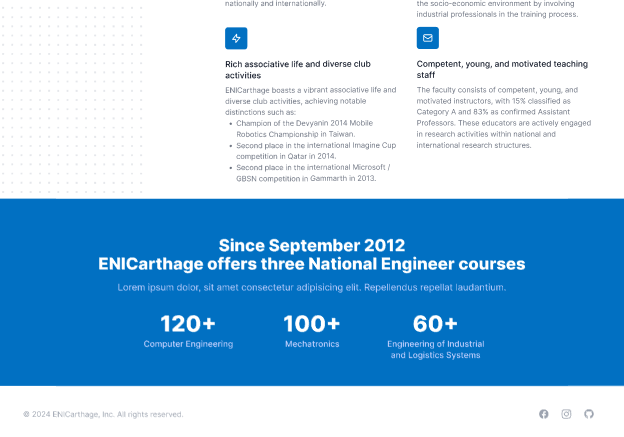 nationally and internationally.
the socio-economic environment by involving
industrial professionals in the training process.
Rich associative life and diverse club
activities
ENICarthage boasts a vibrant associative life and
diverse club activities, achieving notable
distinctions such as:
• Champion of the Devyanin 2014 Mobile
Robotics Championship in Taiwan.
• Second place in the international Imagine Cup
competition in Qatar in 2014.
• Second place in the international Microsoft /
GBSN competition in Gammarth in 2013.
Competent, young, and motivated teaching
staff
The faculty consists of competent, young, and
motivated instructors, with 15% classified as
Category A and 83% as confirmed Assistant
Professors. These educators are actively engaged
in research activities within national and
international research structures.
Since September 2012
ENICarthage offers three National Engineer courses
Lorem ipsum dolor, sit amet consectetur adipisicing elit. Repellendus repellat laudantium.
120+
Computer Engineering
100+
Mechatronics
60+
Engineering of Industrial
and Logistics Systems
© 2024 ENICarthage, Inc. All rights reserved.